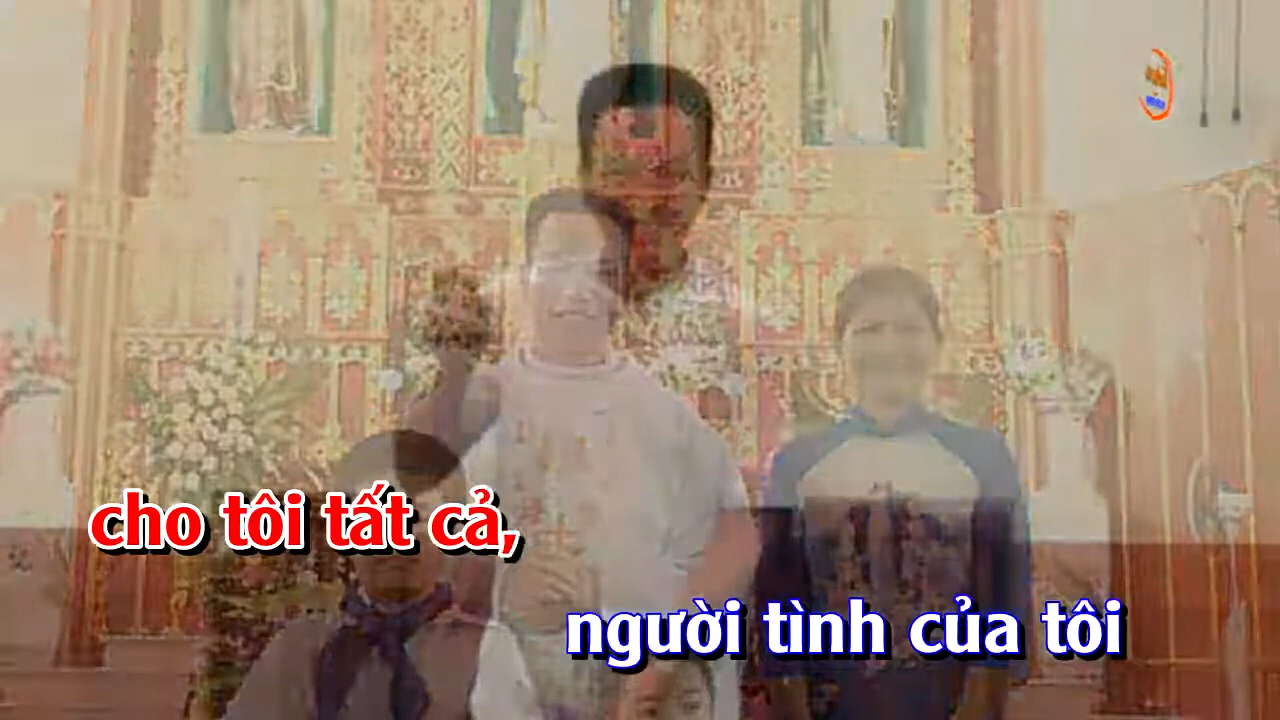 cho tôi tất cả,
người tình của tôi